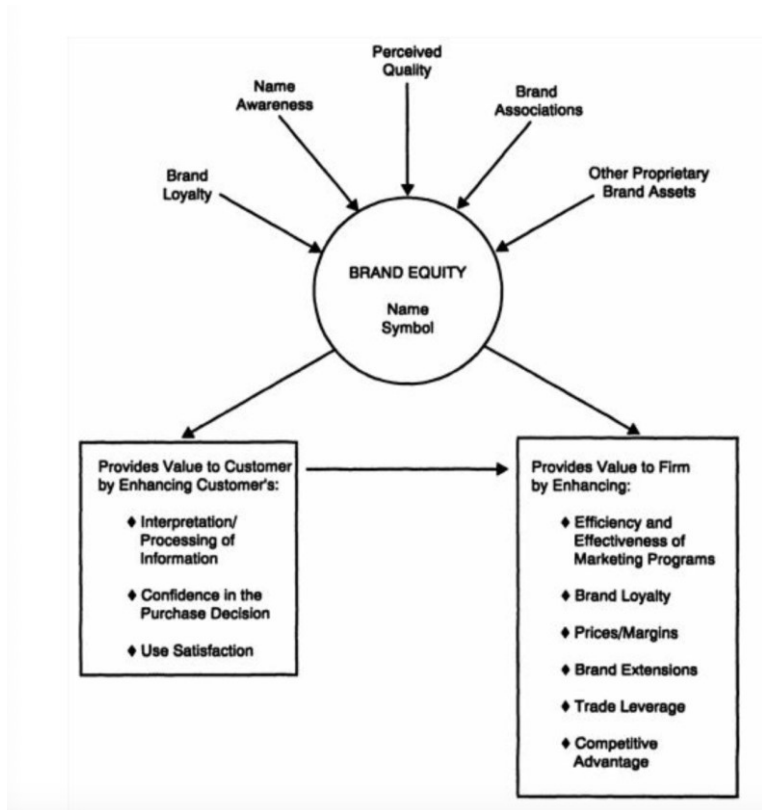 Perceived
Quality
Name
Awareness
Brand
Associations
Brand
Loyalty
Other Proprietary
Brand Assets
BRAND EQUITY
Name
Symbol
Provides Value to Customer
by Enhancing Customer's:
♦ Interpretation/
Processing of
Information
♦ Confidence in the
Purchase Decision
♦ Use Satisfaction
Provides Value to Firm
by Enhancing:
♦ Efficiency and
Effectiveness of
Marketing Programs
♦ Brand Loyalty
♦ Prices/Margins
♦ Brand Extensions
♦ Trade Leverage
♦ Competitive
Advantage